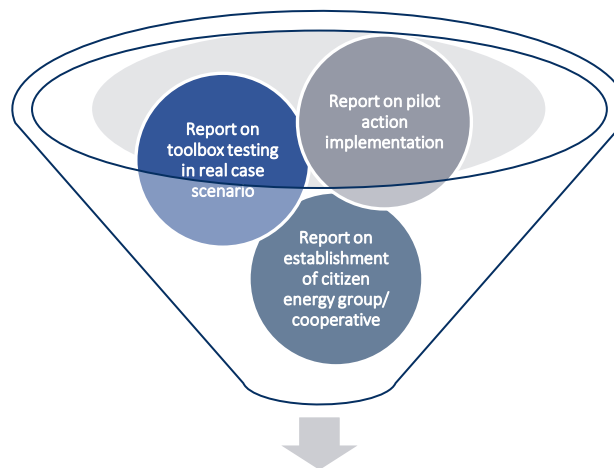 Report on
toolbox testing
in real case
scenario
Report on pilot
action
implementation
Report on
establishment
of citizen
energy group/
cooperative